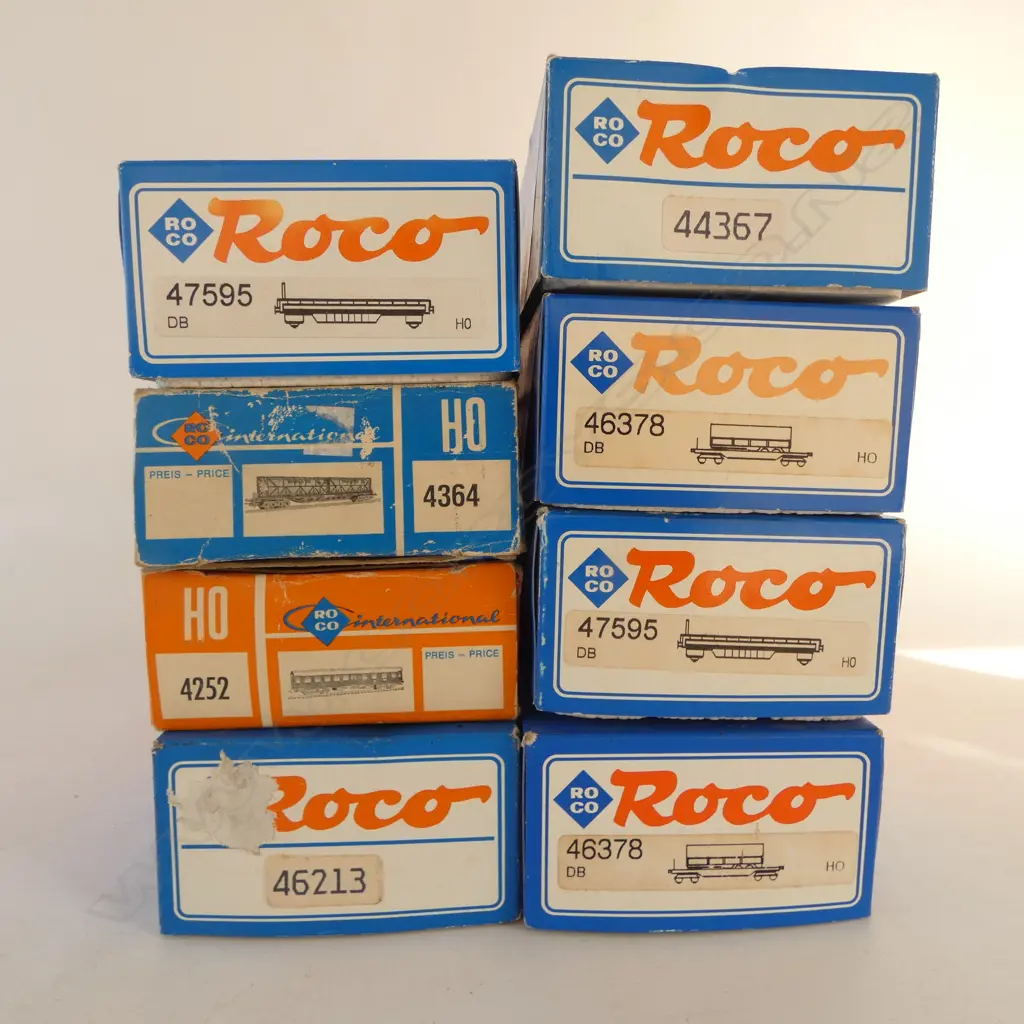 RO
CO
Roco
47595
DB
H0
RO
CO
international
H0
PREIS – PRICE
4364
H0
RO
CO
international
PREIS – PRICE
4252
Roco
46213
RO
CO
Roco
44367
RO
CO
Roco
46378
DB
HO
RO
CO
Roco
47595
DB
H0
RO
CO
Roco
46378
DB
HO